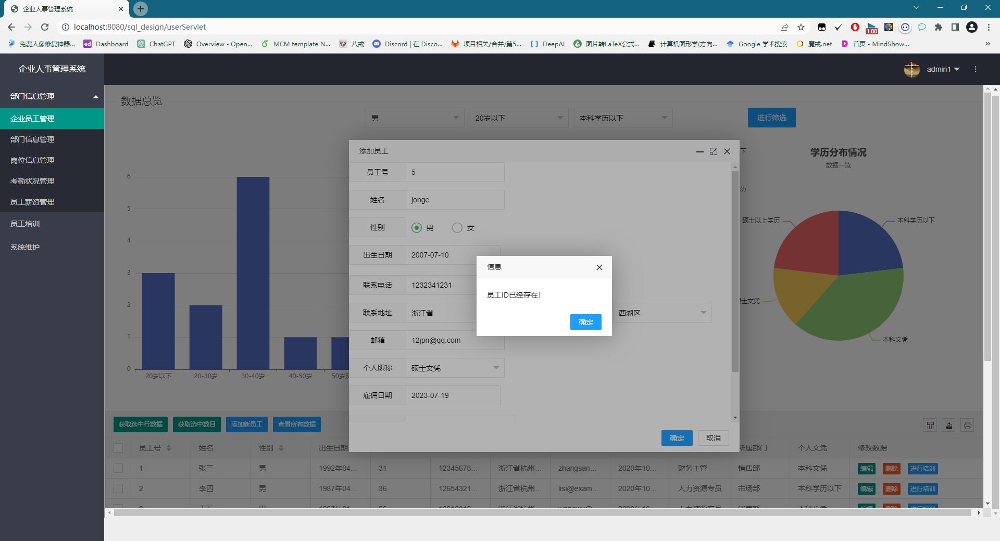 企业人事管理系统
localhost:8080/sql_design/userServlet
1.00
免费人像修复神器...
Dashboard
ChatGPT
Overview - Open...
MCM template N...
八戒
Discord | 在 Disco...
项目相关/合并/第5...
DeepAI
图片转LaTeX公式...
计算机图形学(方向...
Google 学术搜索
魔戒.net
首页 - MindShow...
»
企业人事管理系统
admin1
部门信息管理
企业员工管理
部门信息管理
岗位信息管理
考勤状况管理
员工薪资管理
员工培训
系统维护
数据总览
男
20岁以下
本科学历以下
进行筛选
6
5
4
3
2
1
0
20岁以下
20-30岁
30-40岁
40-50岁
50岁及
下
历
学历分布情况
数据一览
硕士以上学历
本科学历以下
士文凭
本科文凭
添加员工
员工号
5
姓名
jonge
性别
男
女
出生日期
2007-07-10
联系电话
1232341231
联系地址
浙江省
西湖区
邮箱
12jpn@qq.com
个人职称
硕士文凭
雇佣日期
2023-07-19
确定
取消
信息
员工ID已经存在！
确定
获取选中行数据
获取选中数目
添加新员工
查看所有数据
员工号
姓名
性别
出生日期
所属部门
个人文凭
修改数据
1
张三
男
1992年04...
31
12345678...
浙江省杭州...
zhangsan...
2020年10...
财务主管
销售部
本科文凭
编辑
删除
进行培训
2
李四
男
1987年04...
36
12654321...
浙江省杭州...
lisi@exam...
2020年10...
人力资源专员
市场部
本科学历以下
编辑
删除
进行培训